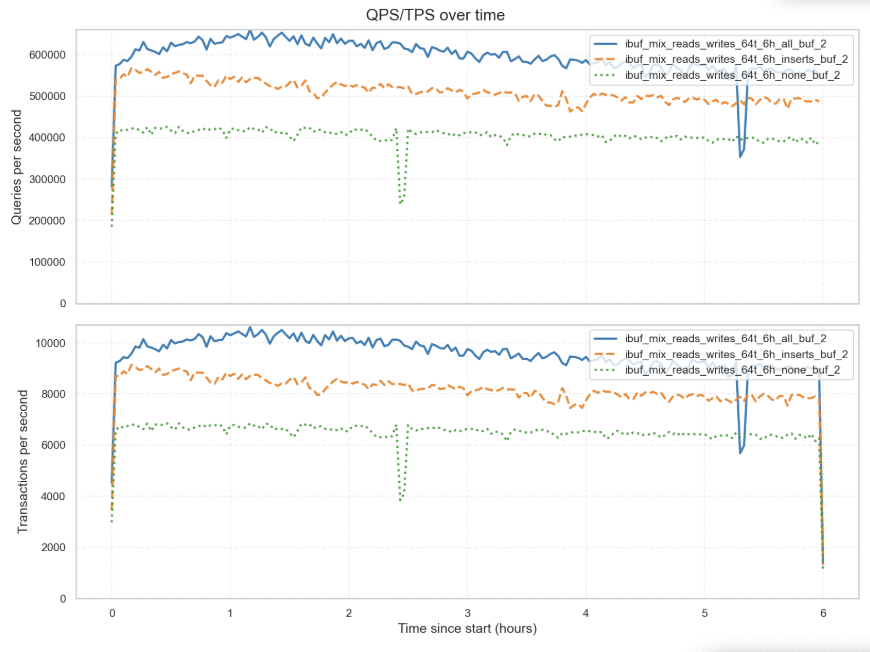 QPS/TPS over time
ibuf_mix_reads_writes_64t_6h_all_buf_2
ibuf_mix_reads_writes_64t_6h_inserts_buf_2
ibuf_mix_reads_writes_64t_6h_none_buf_2
Queries per second
600000
500000
400000
300000
200000
100000
0
ibuf_mix_reads_writes_64t_6h_all_buf_2
ibuf_mix_reads_writes_64t_6h_inserts_buf_2
ibuf_mix_reads_writes_64t_6h_none_buf_2
Transactions per second
10000
8000
6000
4000
2000
0
0 1 2 3 4 5 6
Time since start (hours)